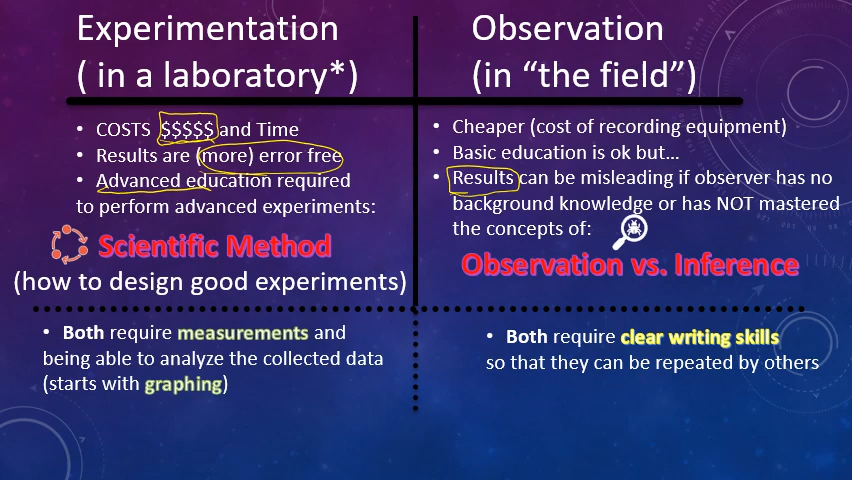 Experimentation
( in a laboratory*)
• COSTS $$$$$ and Time
• Results are (more) error free
• Advanced education required
to perform advanced experiments:
Scientific Method
(how to design good experiments)
Observation
(in “the field”)
• Cheaper (cost of recording equipment)
• Basic education is ok but…
• Results can be misleading if observer has no
background knowledge or has NOT mastered
the concepts of:
Observation vs. Inference
• Both require measurements and
being able to analyze the collected data
(starts with graphing)
• Both require clear writing skills
so that they can be repeated by others